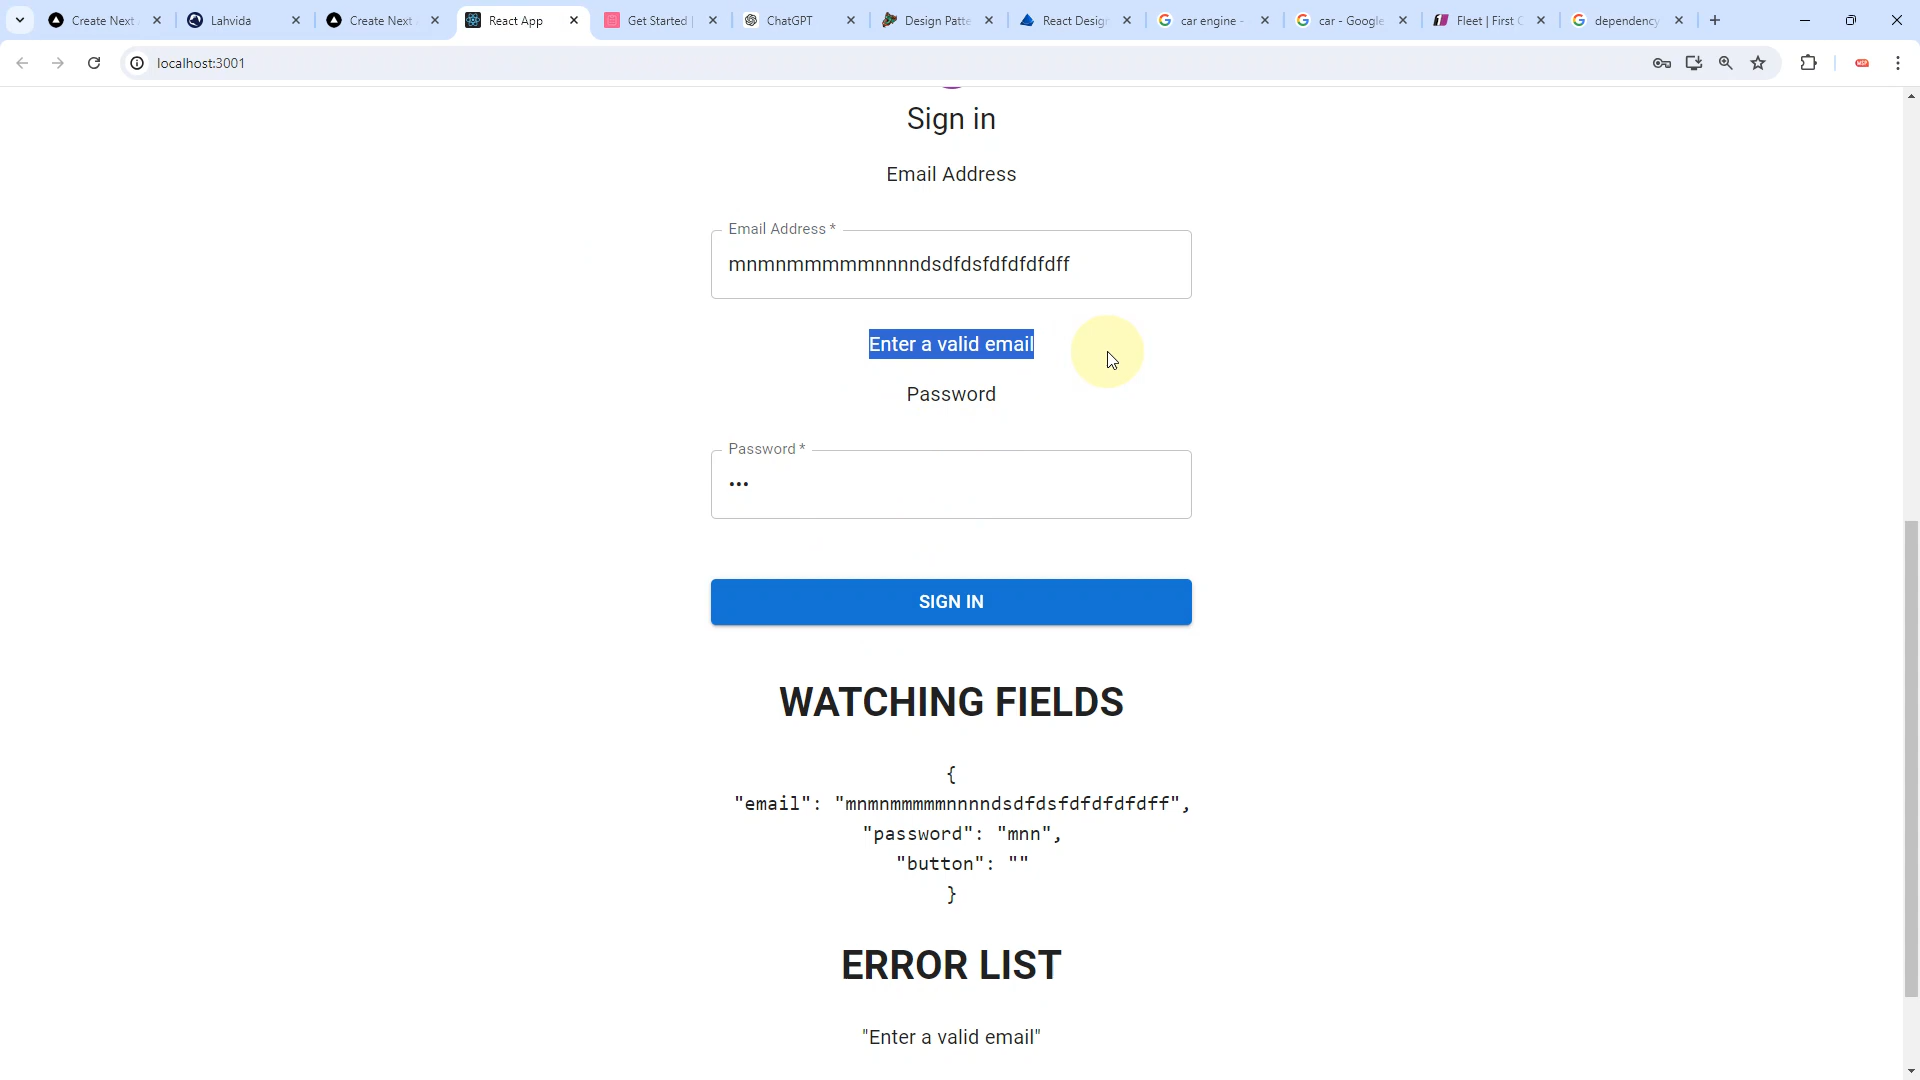 Create Next
Lahvida
Create Next
React App
Get Started
ChatGPT
Design Patte
React Design
car engine -
car - Google
Fleet | First C
dependency
localhost:3001
Sign in
Email Address
Email Address *
mnmnmmmmmnnnndsdfdsfdfdfdfdff
Enter a valid email
Password
Password *
SIGN IN
WATCHING FIELDS
{
"email": "mnmnmmmmmnnnndsdfdsfdfdfdfdff",
"password": "mnn",
"button": ""
}
ERROR LIST
"Enter a valid email"